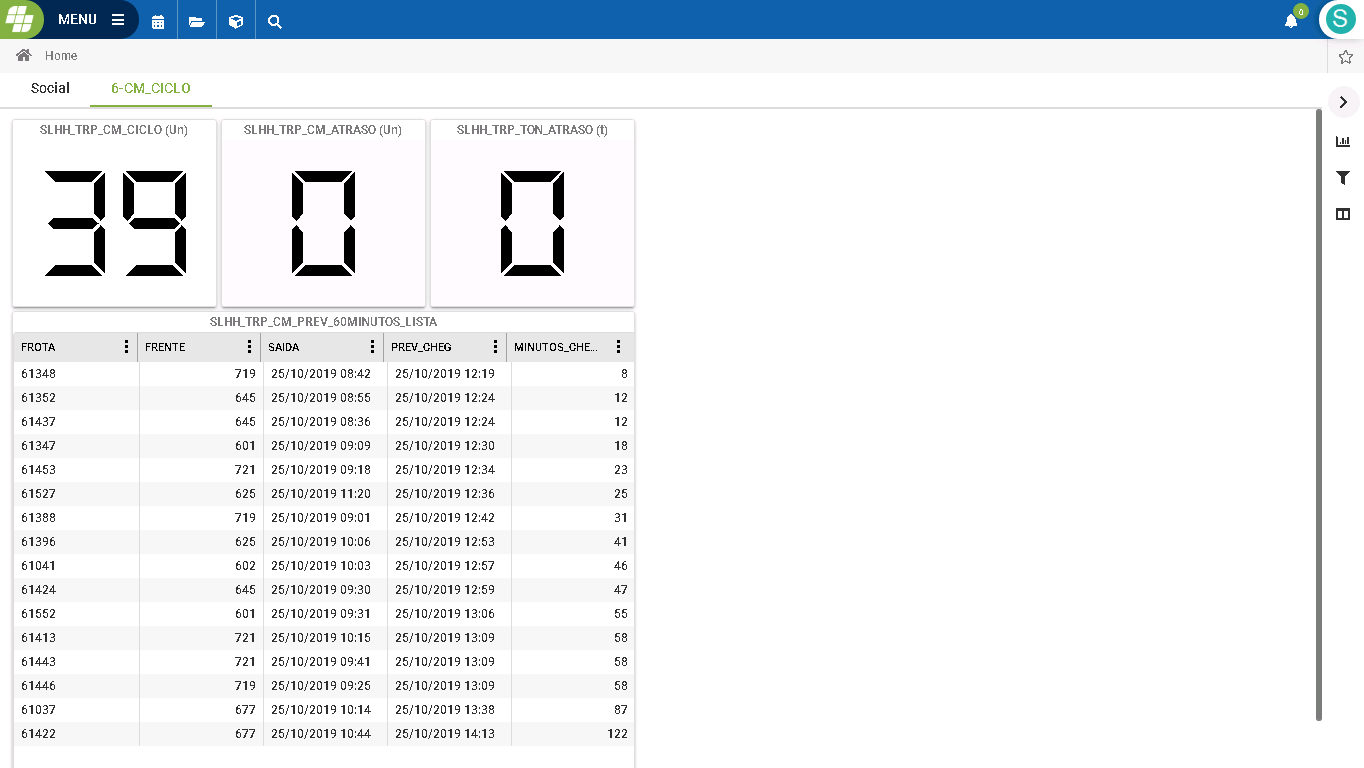 MENU
0
S
Home
Social 6-CM_CICLO
SLHH_TRP_CM_CICLO (Un) SLHH_TRP_CM_ATRASO (Un) SLHH_TRP_TON_ATRASO (t)
39 0 0
SLHH_TRP_CM_PREV_60MINUTOS_LISTA
FROTA FRENTE SAIDA PREV_CHEG MINUTOS_CHE...
61348 719 25/10/2019 08:42 25/10/2019 12:19 8
61352 645 25/10/2019 08:55 25/10/2019 12:24 12
61437 645 25/10/2019 08:36 25/10/2019 12:24 12
61347 601 25/10/2019 09:09 25/10/2019 12:30 18
61453 721 25/10/2019 09:18 25/10/2019 12:34 23
61527 625 25/10/2019 11:20 25/10/2019 12:36 25
61388 719 25/10/2019 09:01 25/10/2019 12:42 31
61396 625 25/10/2019 10:06 25/10/2019 12:53 41
61041 602 25/10/2019 10:03 25/10/2019 12:57 46
61424 645 25/10/2019 09:30 25/10/2019 12:59 47
61552 601 25/10/2019 09:31 25/10/2019 13:06 55
61413 721 25/10/2019 10:15 25/10/2019 13:09 58
61443 721 25/10/2019 09:41 25/10/2019 13:09 58
61446 719 25/10/2019 09:25 25/10/2019 13:09 58
61037 677 25/10/2019 10:14 25/10/2019 13:38 87
61422 677 25/10/2019 10:44 25/10/2019 14:13 122